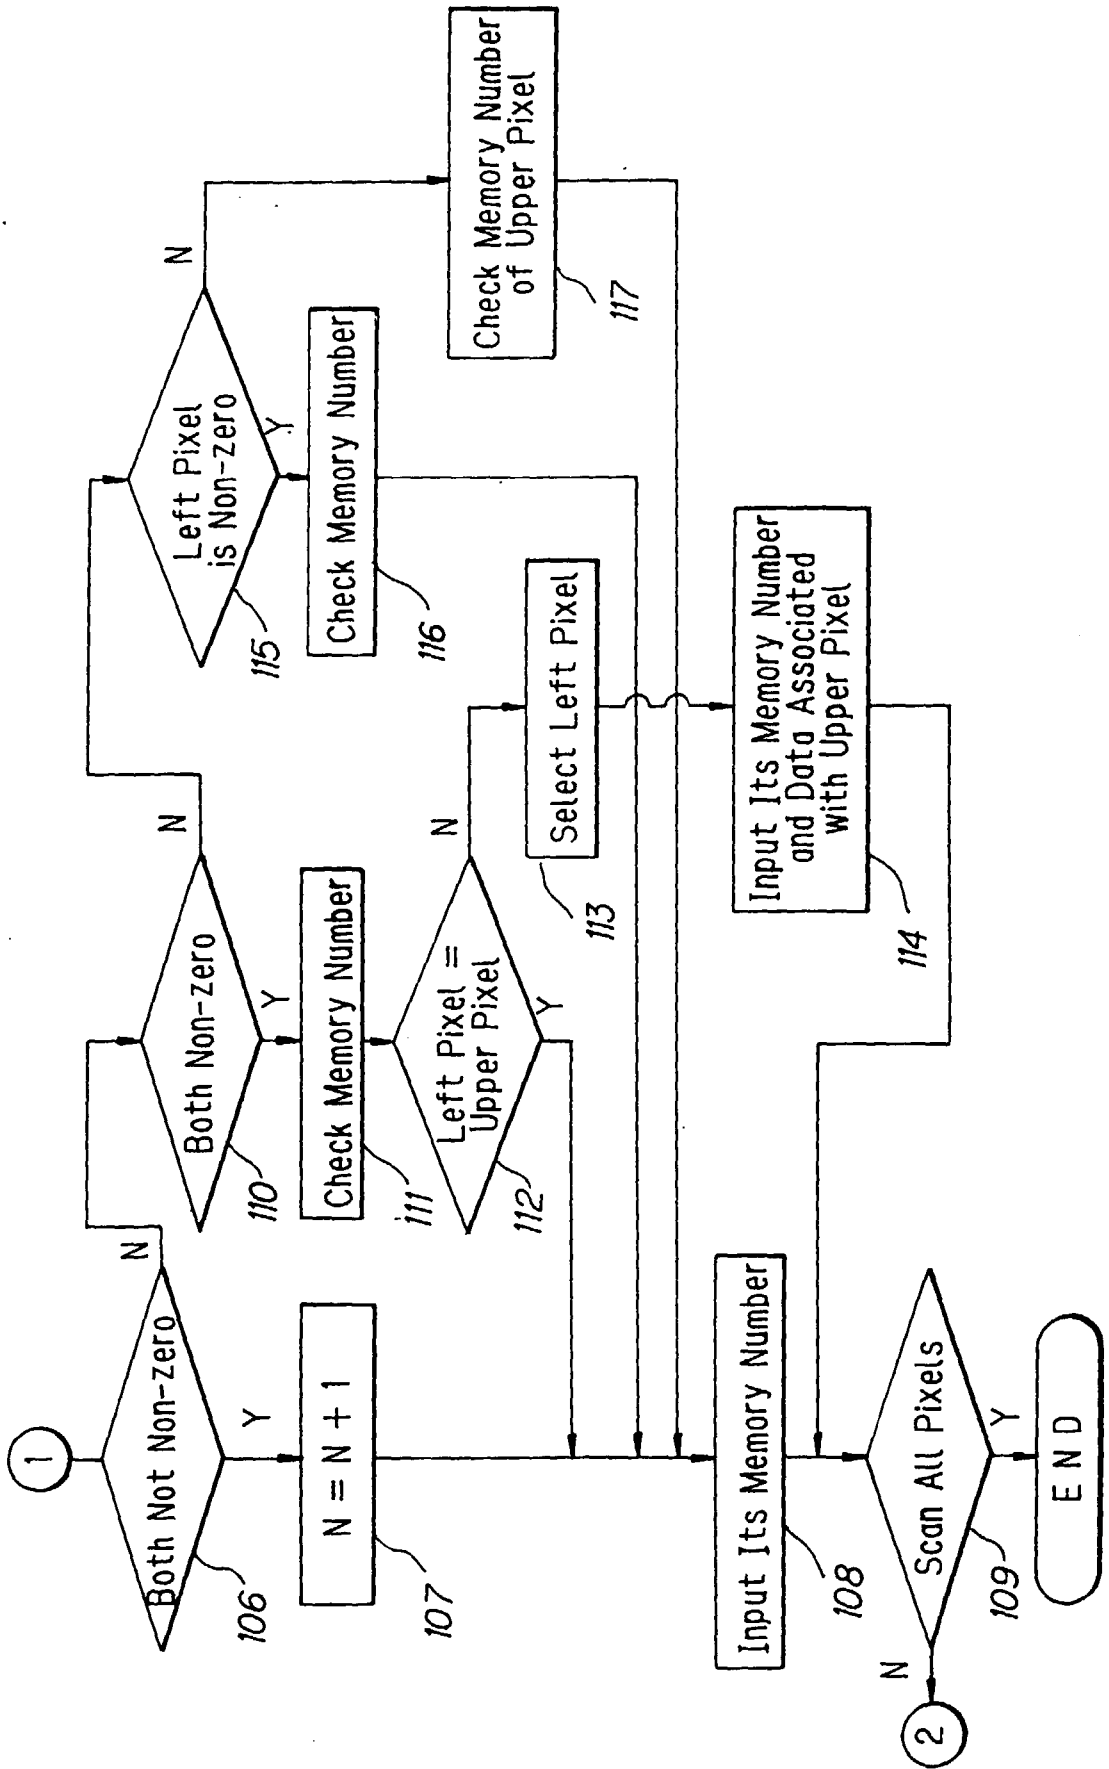 1
Both Not Non-zero
N
Y
106
N = N + 1
107
Both Non-zero
N
Y
110
Check Memory Number
111
Left Pixel =
Upper Pixel
N
Y
112
Select Left Pixel
113
Input Its Memory Number
and Data Associated
with Upper Pixel
114
Left Pixel
is Non-zero
N
Y
115
Check Memory Number
116
Check Memory Number
of Upper Pixel
117
Input Its Memory Number
108
Scan All Pixels
N
Y
109
2
END